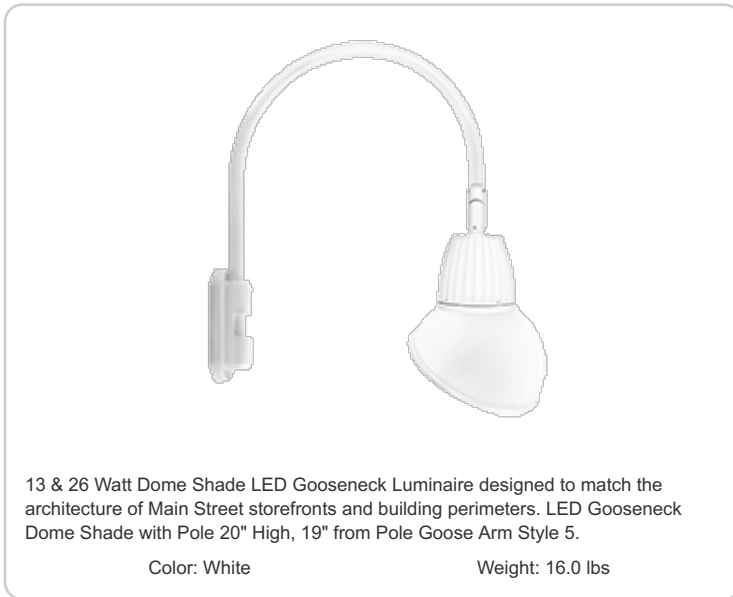 13 & 26 Watt Dome Shade LED Gooseneck Luminaire designed to match the
architecture of Main Street storefronts and building perimeters. LED Gooseneck
Dome Shade with Pole 20" High, 19" from Pole Goose Arm Style 5.
Color: White Weight: 16.0 lbs